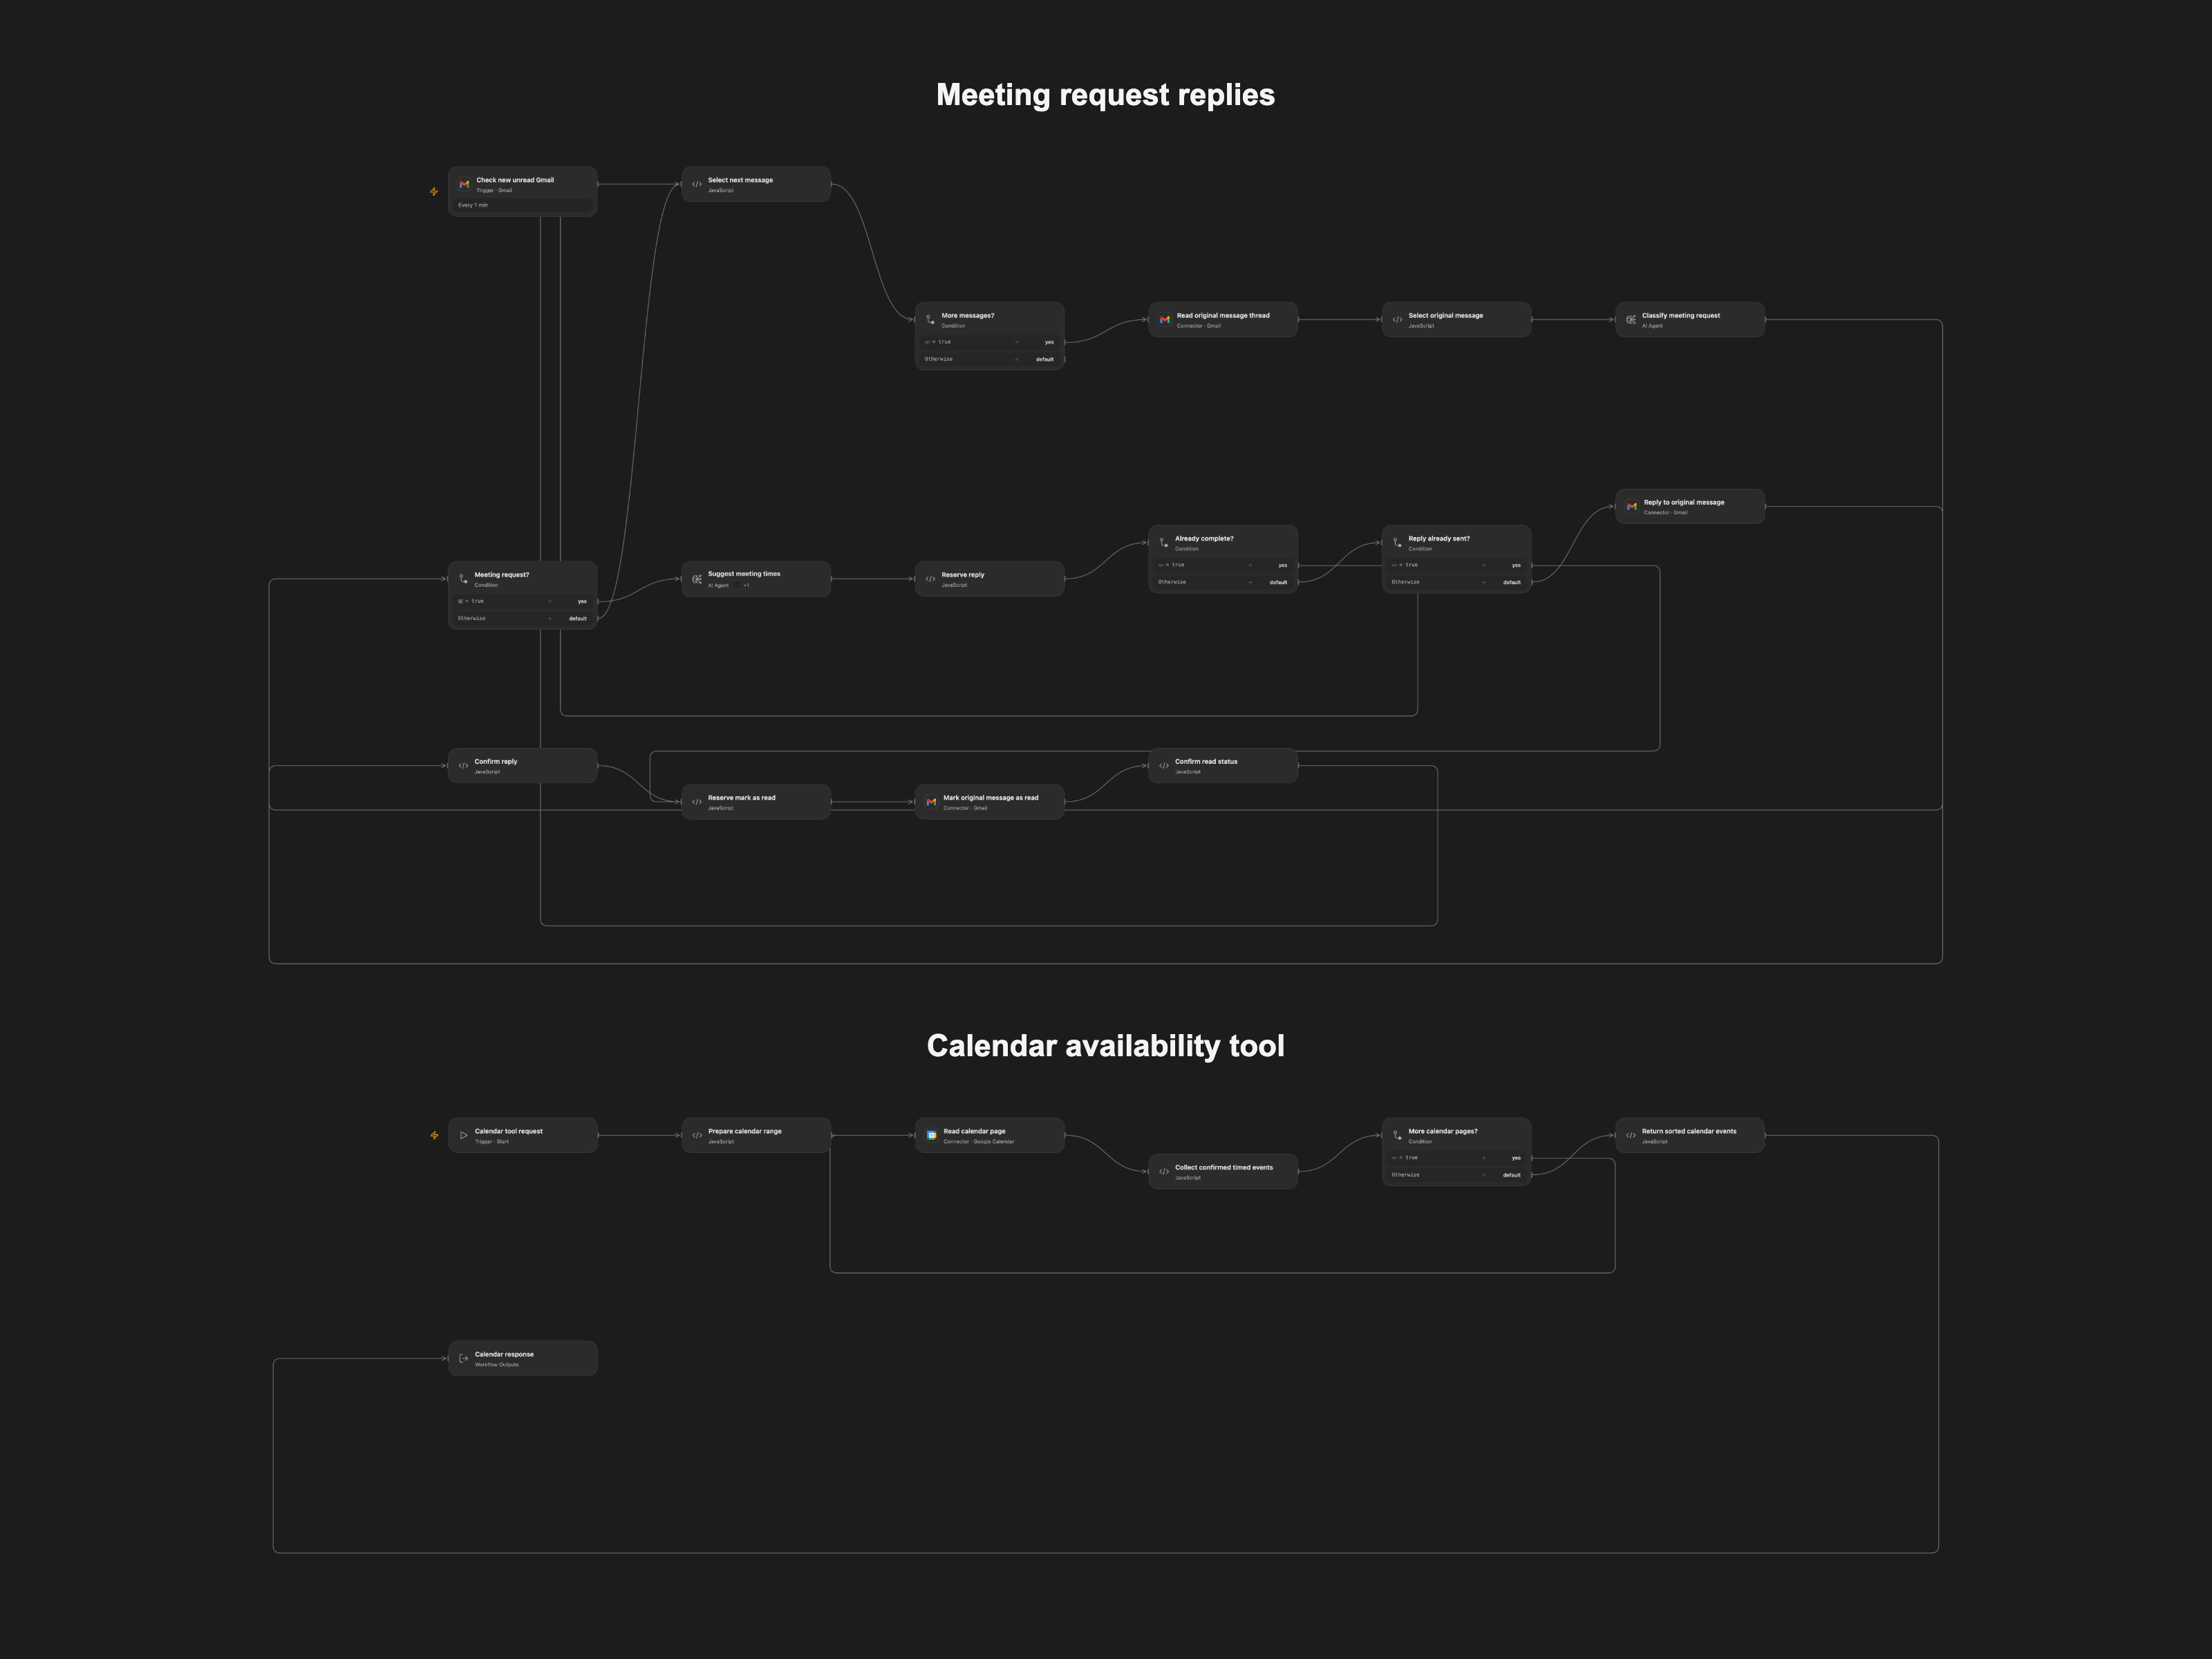 Meeting request replies
Check new unread Gmail
Trigger · Gmail
Every 1 min
Select next message
JavaScript
More messages?
Condition
= true → yes
Otherwise → default
Read original message thread
Connector · Gmail
Select original message
JavaScript
Classify meeting request
AI Agent
Meeting request?
Condition
= true → yes
Otherwise → default
Suggest meeting times
AI Agent +1
Reserve reply
JavaScript
Already complete?
Condition
= true → yes
Otherwise → default
Reply already sent?
Condition
= true → yes
Otherwise → default
Reply to original message
Connector · Gmail
Confirm reply
JavaScript
Reserve mark as read
JavaScript
Mark original message as read
Connector · Gmail
Confirm read status
JavaScript
Calendar availability tool
Calendar tool request
Trigger · Start
Prepare calendar range
JavaScript
Read calendar page
Connector · Google Calendar
Collect confirmed timed events
JavaScript
More calendar pages?
Condition
= true → yes
Otherwise → default
Return sorted calendar events
JavaScript
Calendar response
Workflow Outputs